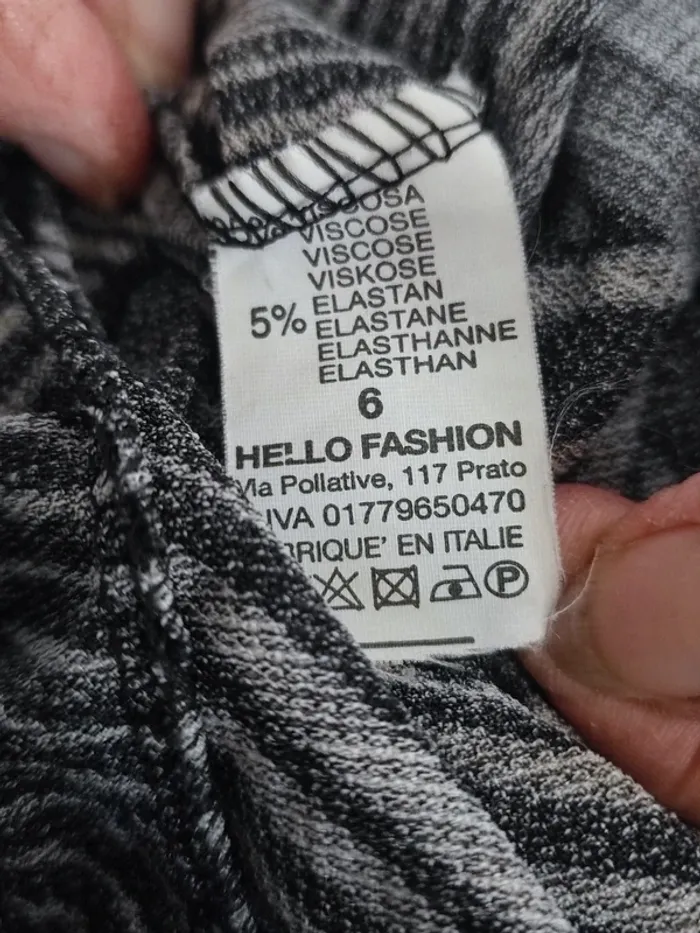 VISCOSE
VISCOSE
VISKOSE
5% ELASTAN
ELASTANE
ELASTHANNE
ELASTHAN
6
HELLO FASHION
Via Pollative, 117 Prato
IVA 01779650470
BRIQUE' EN ITALIE
P